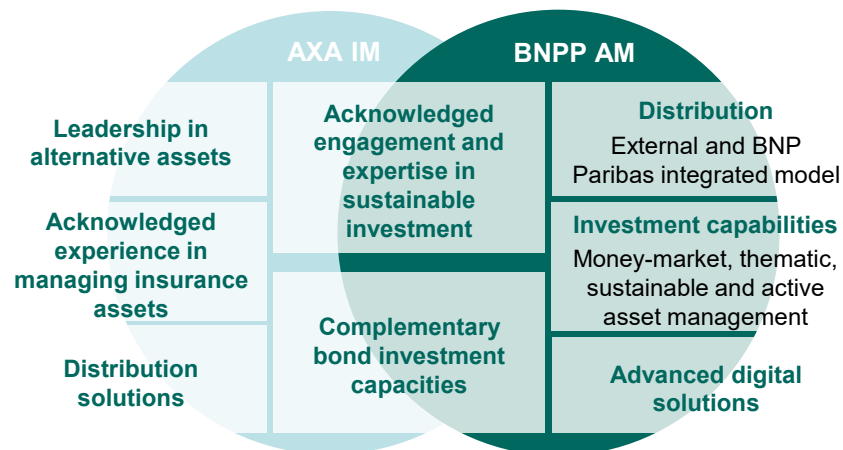 AXA IM
BNPP AM
Leadership in
alternative assets
Acknowledged
experience in
managing insurance
assets
Distribution
solutions
Acknowledged
engagement and
expertise in
sustainable
investment
Complementary
bond investment
capacities
Distribution
External and BNP
Paribas integrated model
Investment capabilities
Money-market, thematic,
sustainable and active
asset management
Advanced digital
solutions